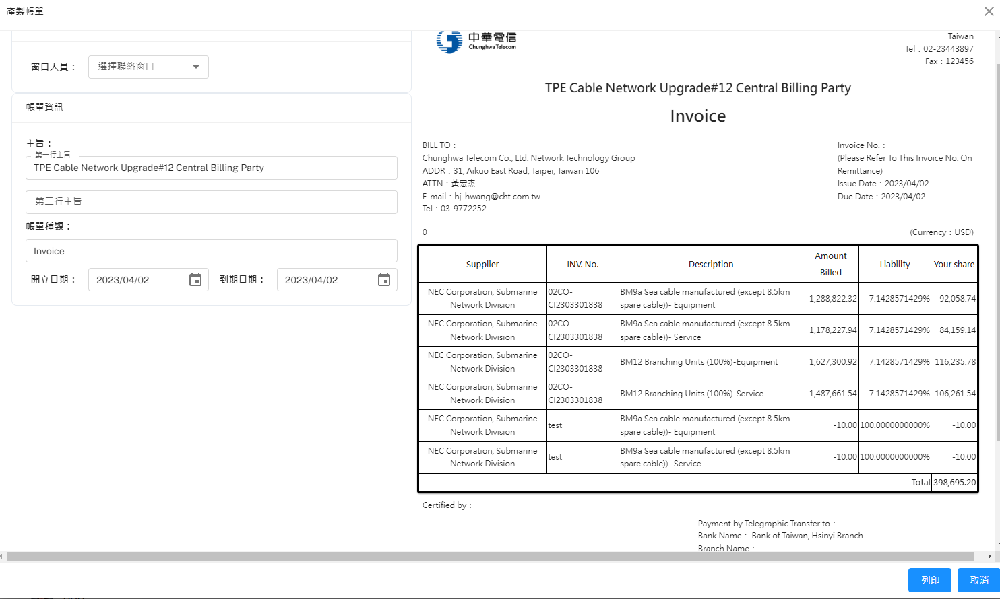 產製帳單
窗口人員：
選擇聯絡窗口
帳單資訊
主旨：
第一行主旨
TPE Cable Network Upgrade#12 Central Billing Party
第二行主旨
帳單種類：
Invoice
開立日期：
2023/04/02
到期日期：
2023/04/02
中華電信
Chunghwa Telecom
Taiwan
Tel：02-23443897
Fax：123456
TPE Cable Network Upgrade#12 Central Billing Party
Invoice
BILL TO：
Chunghwa Telecom Co., Ltd. Network Technology Group
ADDR：31, Aikuo East Road, Taipei, Taiwan 106
ATTN：黃宏杰
E-mail：hj-hwang@cht.com.tw
Tel：03-9772252
Invoice No.：
(Please Refer To This Invoice No. On
Remittance)
Issue Date：2023/04/02
Due Date：2023/04/02
0
(Currency：USD)
Supplier INV. No. Description Amount Billed Liability Your share
NEC Corporation, Submarine Network Division 02CO-CI2303301838 BM9a Sea cable manufactured (except 8.5km spare cable))- Equipment 1,288,822.32 7.1428571429% 92,058.74
NEC Corporation, Submarine Network Division 02CO-CI2303301838 BM9a Sea cable manufactured (except 8.5km spare cable))- Service 1,178,227.94 7.1428571429% 84,159.14
NEC Corporation, Submarine Network Division 02CO-CI2303301838 BM12 Branching Units (100%)-Equipment 1,627,300.92 7.1428571429% 116,235.78
NEC Corporation, Submarine Network Division 02CO-CI2303301838 BM12 Branching Units (100%)-Service 1,487,661.54 7.1428571429% 106,261.54
NEC Corporation, Submarine Network Division test BM9a Sea cable manufactured (except 8.5km spare cable))- Equipment -10.00 100.0000000000% -10.00
NEC Corporation, Submarine Network Division test BM9a Sea cable manufactured (except 8.5km spare cable))- Service -10.00 100.0000000000% -10.00
Total 398,695.20
Certified by：
Payment by Telegraphic Transfer to：
Bank Name： Bank of Taiwan, Hsinyi Branch
Branch Name：
列印
取消